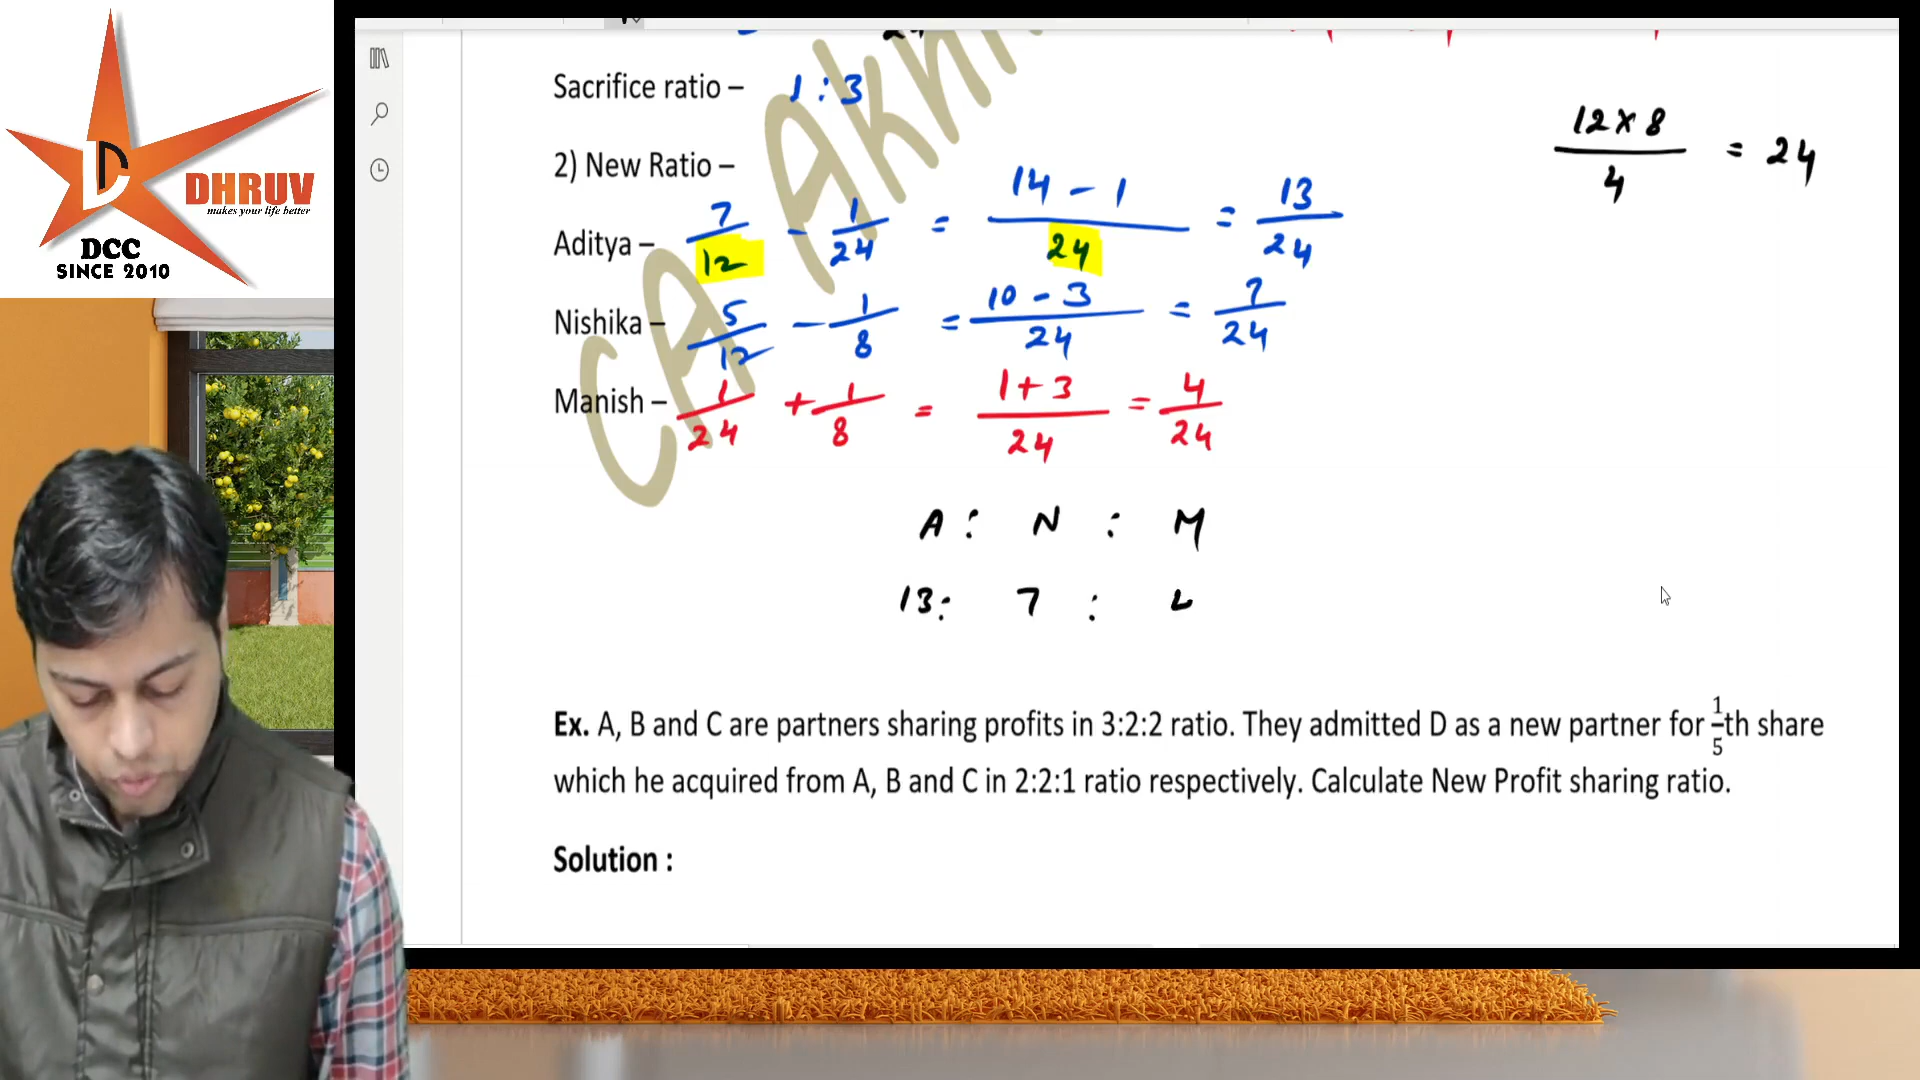 DHRUV
makes your life better
DCC
SINCE 2010
Sacrifice ratio – 1 : 3
12 x 8 / 4 = 24
2) New Ratio –
Aditya – 7/12 - 1/24 = 14 - 1 / 24 = 13/24
Nishika – 5/12 - 1/8 = 10 - 3 / 24 = 7/24
Manish – 1/24 + 1/8 = 1 + 3 / 24 = 4/24
CA Akh
A : N : M
13 : 7 : 4
Ex. A, B and C are partners sharing profits in 3:2:2 ratio. They admitted D as a new partner for 1/5th share
which he acquired from A, B and C in 2:2:1 ratio respectively. Calculate New Profit sharing ratio.
Solution :